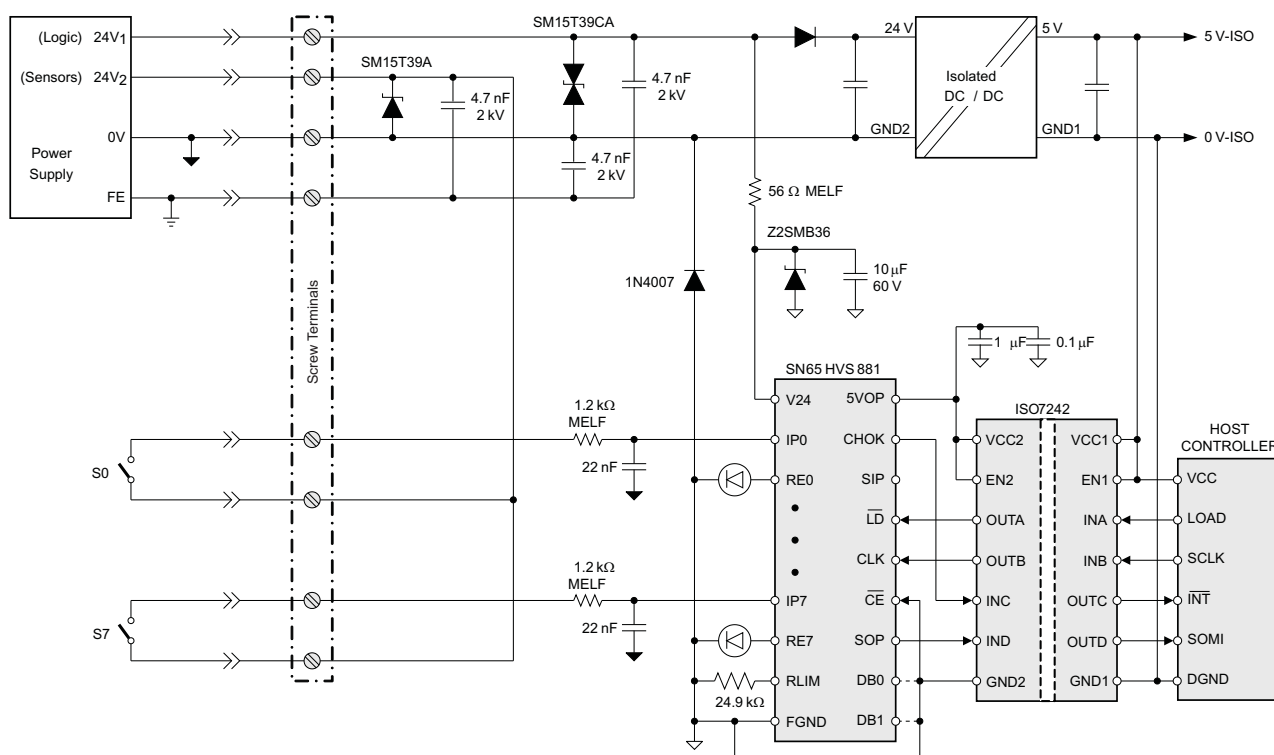 SM15T39CA
(Logic) 24V1
24 V
5 V
5 V-ISO
SM15T39A
(Sensors) 24V2
4.7 nF
2 kV
4.7 nF
2 kV
Isolated
DC / DC
0V
GND2
GND1
0 V-ISO
Power
Supply
4.7 nF
2 kV
FE
56 Ω MELF
Z2SMB36
1N4007
10 μF
60 V
Screw Terminals
1 μF
0.1 μF
SN65 HVS 881
V24
5VOP
ISO7242
HOST
CONTROLLER
1.2 kΩ
MELF
IP0
CHOK
VCC2
VCC1
22 nF
S0
RE0
SIP
EN2
EN1
VCC
LD
OUTA
INA
LOAD
CLK
OUTB
INB
SCLK
1.2 kΩ
MELF
IP7
CE
INC
OUTC
INT
22 nF
S7
RE7
SOP
IND
OUTD
SOMI
RLIM
DB0
GND2
GND1
DGND
24.9 kΩ
FGND
DB1